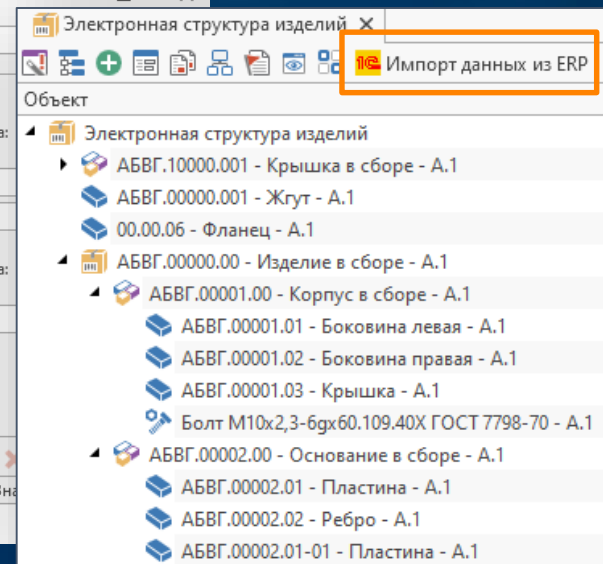 Электронная структура изделий
1С Импорт данных из ERP
Объект
Электронная структура изделий
АБВГ.10000.001 - Крышка в сборе - А.1
АБВГ.00000.001 - Жгут - А.1
00.00.06 - Фланец - А.1
АБВГ.00000.00 - Изделие в сборе - А.1
АБВГ.00001.00 - Корпус в сборе - А.1
АБВГ.00001.01 - Боковина левая - А.1
АБВГ.00001.02 - Боковина правая - А.1
АБВГ.00001.03 - Крышка - А.1
Болт М10х2,3-6gх60.109.40Х ГОСТ 7798-70 - А.1
АБВГ.00002.00 - Основание в сборе - А.1
АБВГ.00002.01 - Пластина - А.1
АБВГ.00002.02 - Ребро - А.1
АБВГ.00002.01-01 - Пластина - А.1